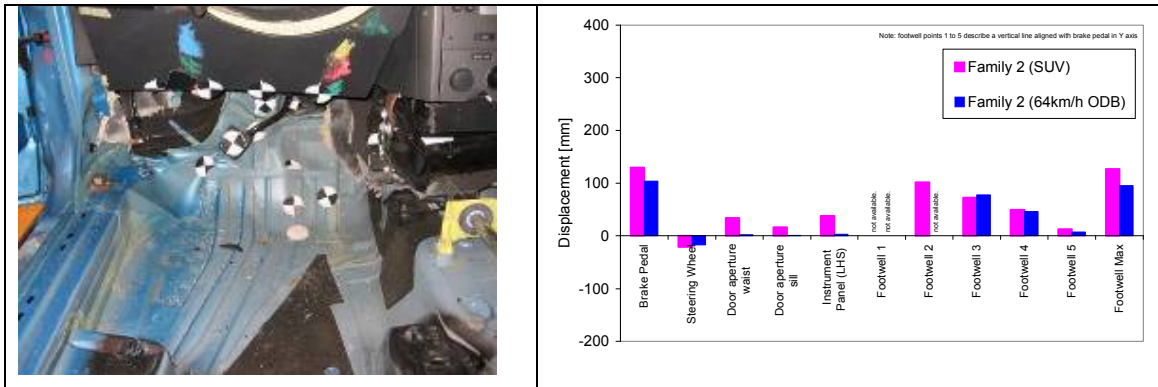 Note: footwell points 1 to 5 describe a vertical line aligned with brake pedal in Y axis
Family 2 (SUV)
Family 2 (64km/h ODB)
Displacement [mm]
400
300
200
100
0
-100
-200
Brake Pedal
Steering Wheel
Door aperture
waist
Door aperture
sill
Instrument
Panel (LHS)
not available.
not available.
Footwell 1
Footwell 2
not available.
Footwell 3
Footwell 4
Footwell 5
Footwell Max